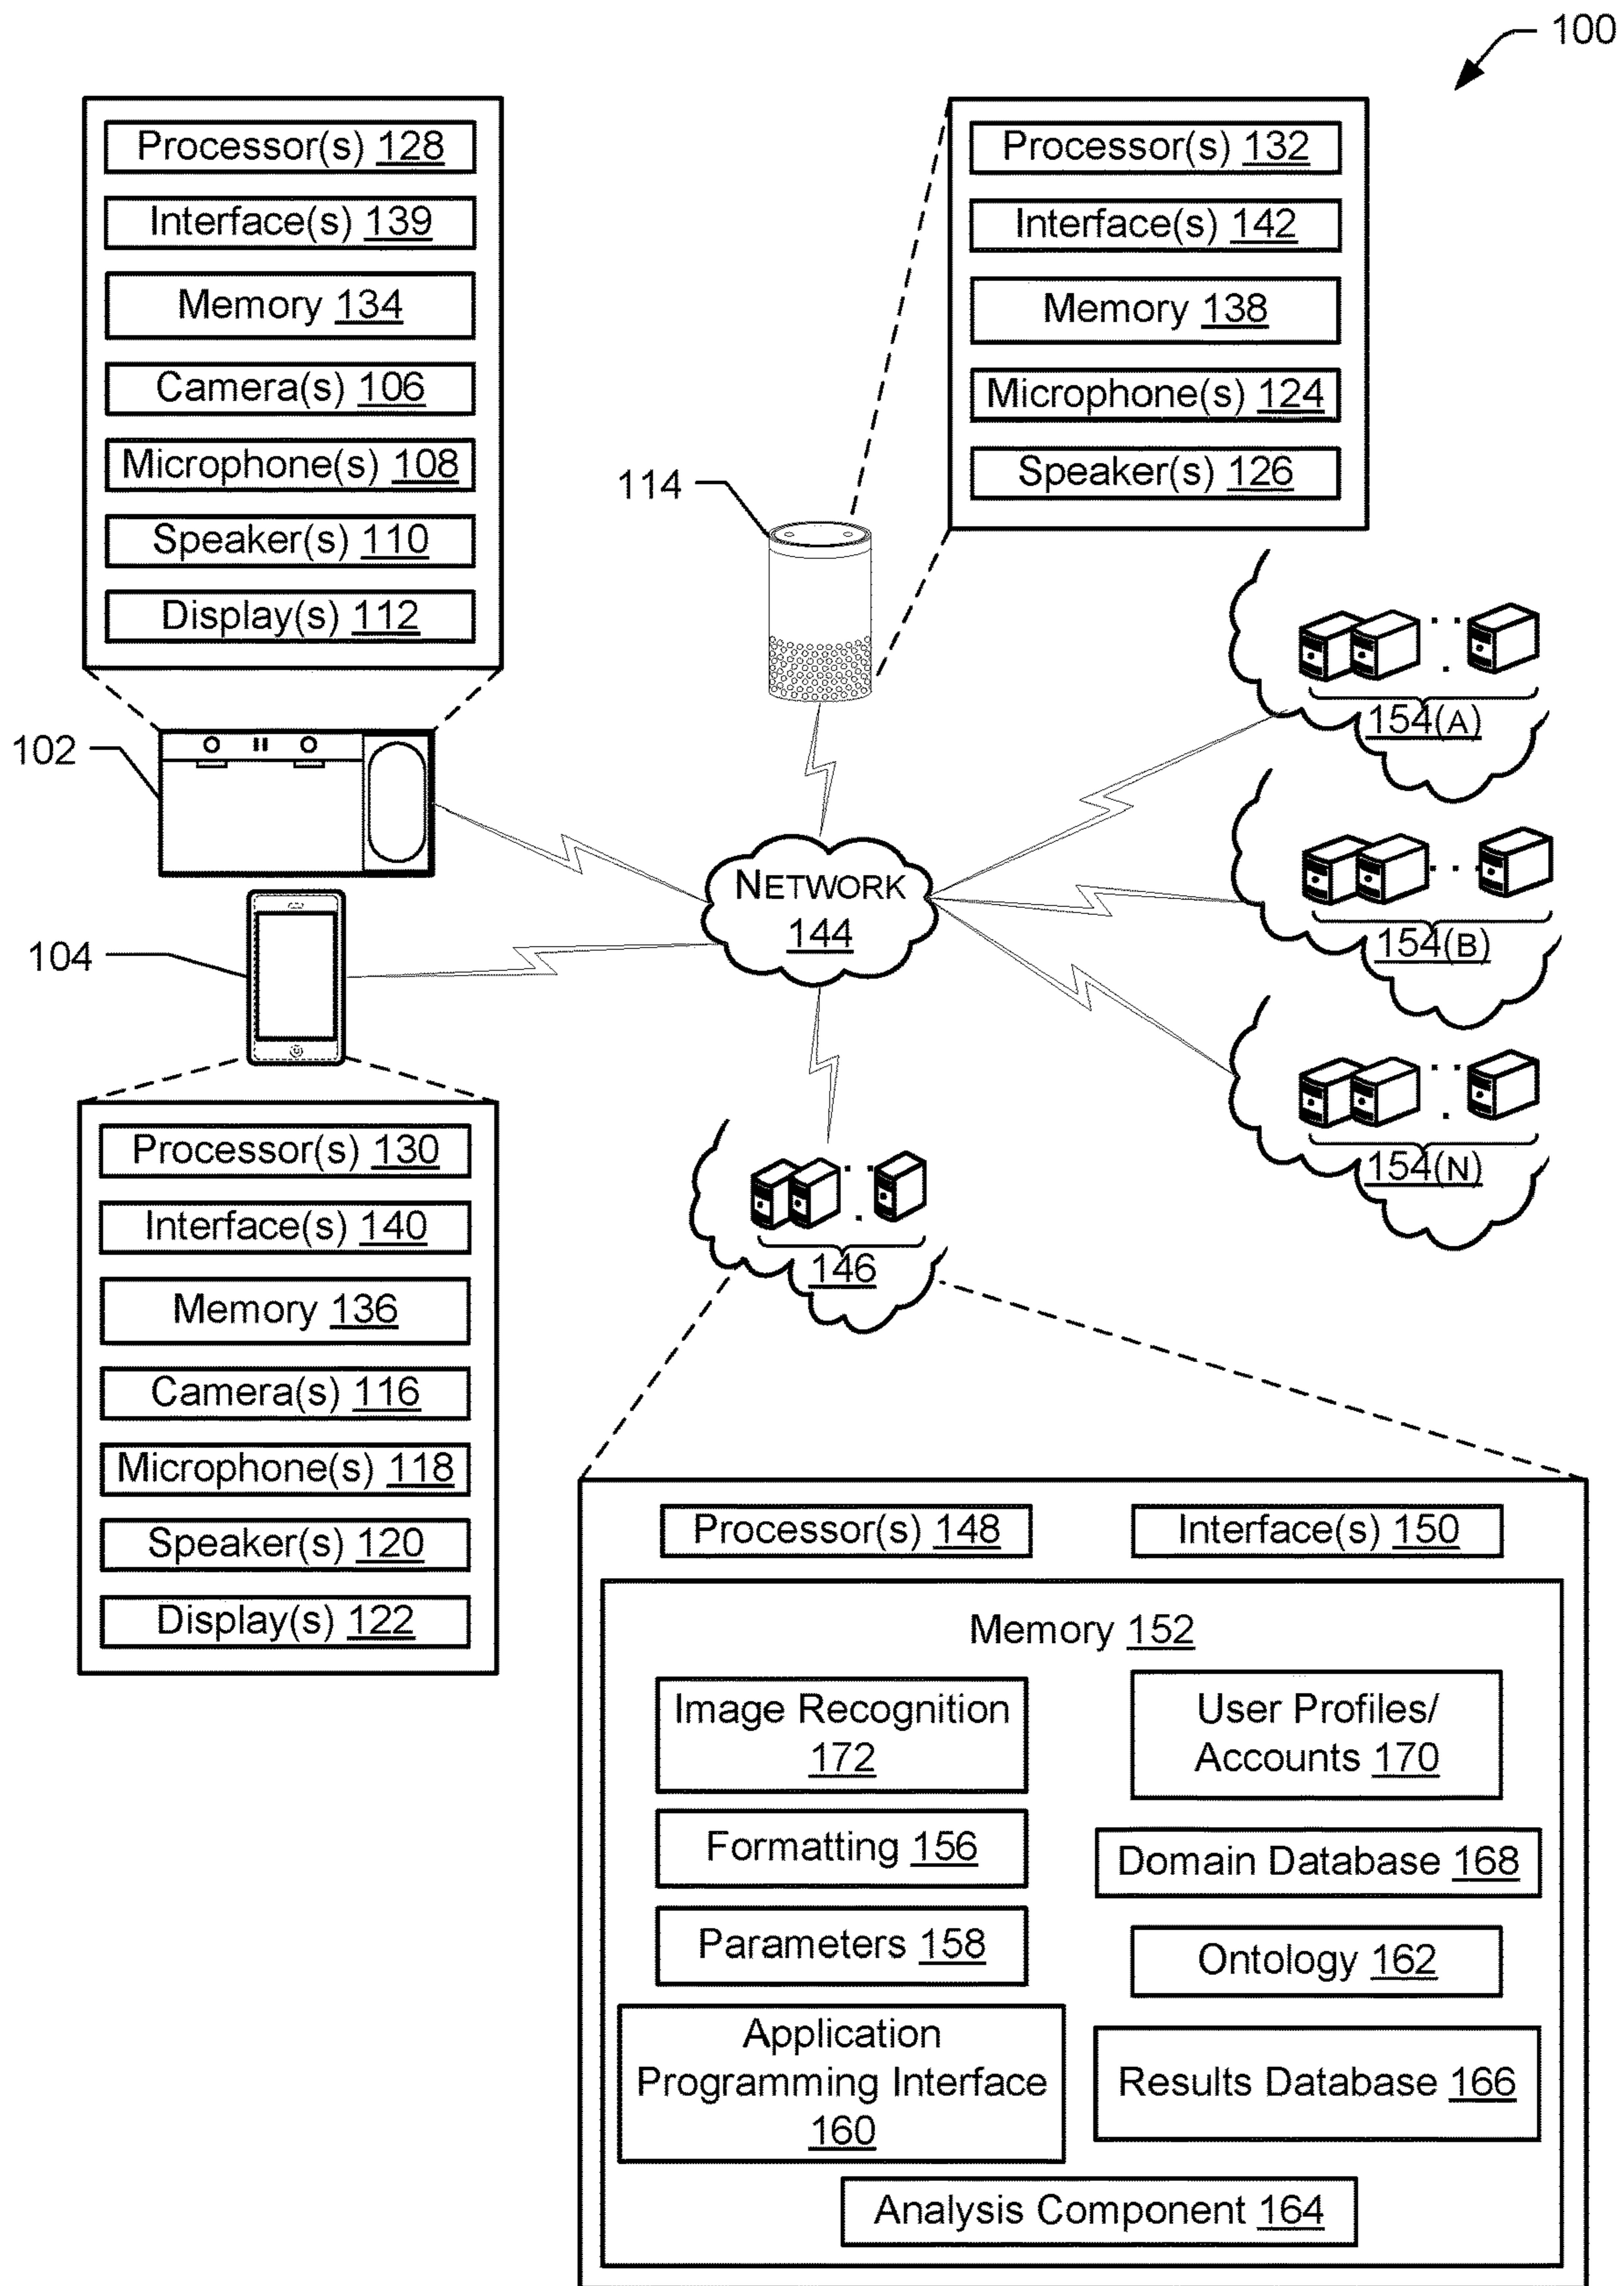 100
Processor(s) 128
Interface(s) 139
Memory 134
Camera(s) 106
Microphone(s) 108
Speaker(s) 110
Display(s) 112
Processor(s) 132
Interface(s) 142
Memory 138
Microphone(s) 124
Speaker(s) 126
114
102
104
NETWORK
144
154(A)
154(B)
154(N)
146
Processor(s) 130
Interface(s) 140
Memory 136
Camera(s) 116
Microphone(s) 118
Speaker(s) 120
Display(s) 122
Processor(s) 148
Interface(s) 150
Memory 152
Image Recognition
172
User Profiles/
Accounts 170
Formatting 156
Domain Database 168
Parameters 158
Ontology 162
Application
Programming Interface
160
Results Database 166
Analysis Component 164